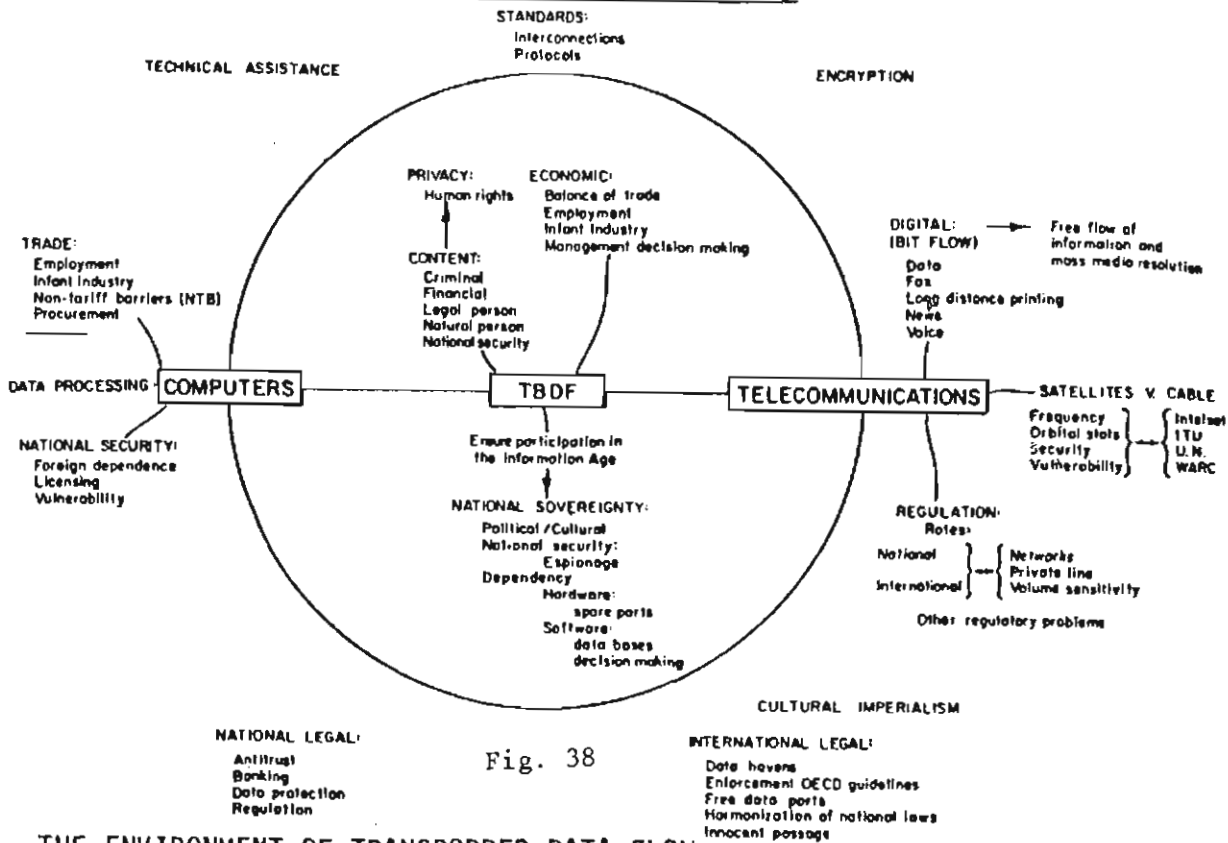 STANDARDS:
Interconnections
Protocols
TECHNICAL ASSISTANCE
ENCRYPTION
PRIVACY:
Human rights
ECONOMIC:
Balance of trade
Employment
Infant Industry
Management decision making
CONTENT:
Criminal
Financial
Legal person
Natural person
National security
TRADE:
Employment
Infant Industry
Non-tariff barriers (NTB)
Procurement
DIGITAL:
(BIT FLOW)
Data
Fax
Long distance printing
News
Voice
Free flow of
information and
mass media resolution
DATA PROCESSING
COMPUTERS
TBDF
TELECOMMUNICATIONS
SATELLITES V. CABLE
Frequency
Orbital slots
Security
Vulnerability
Intelsat
ITU
U.N.
WARC
NATIONAL SECURITY:
Foreign dependence
Licensing
Vulnerability
Ensure participation in
the Information Age
NATIONAL SOVEREIGNTY:
Political/Cultural
National security:
Espionage
Dependency
Hardware:
spare parts
Software:
data bases
decision making
REGULATION:
Rates:
National
International
Networks
Private line
Volume sensitivity
Other regulatory problems
CULTURAL IMPERIALISM
NATIONAL LEGAL:
Antitrust
Banking
Data protection
Regulation
Fig. 38
INTERNATIONAL LEGAL:
Data havens
Enforcement OECD guidelines
Free data ports
Harmonization of national laws
Innocent passage
THE ENVIRONMENT OF TRANSBORDER DATA FLOW